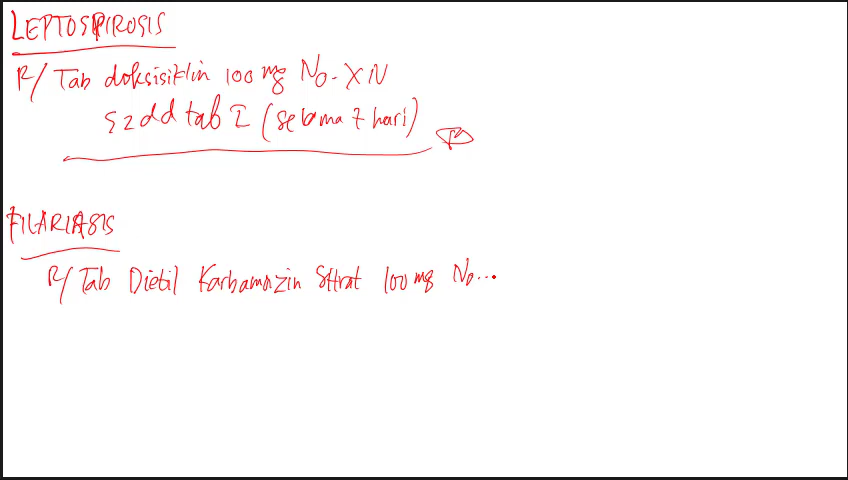 LEPTOSPIROSIS
R/ Tab doksisiklin 100 mg No. XIV
S 2 dd tab I (selama 7 hari)
FILARIASIS
R/ Tab Dietil Karbamazin Sitrat 100 mg No...